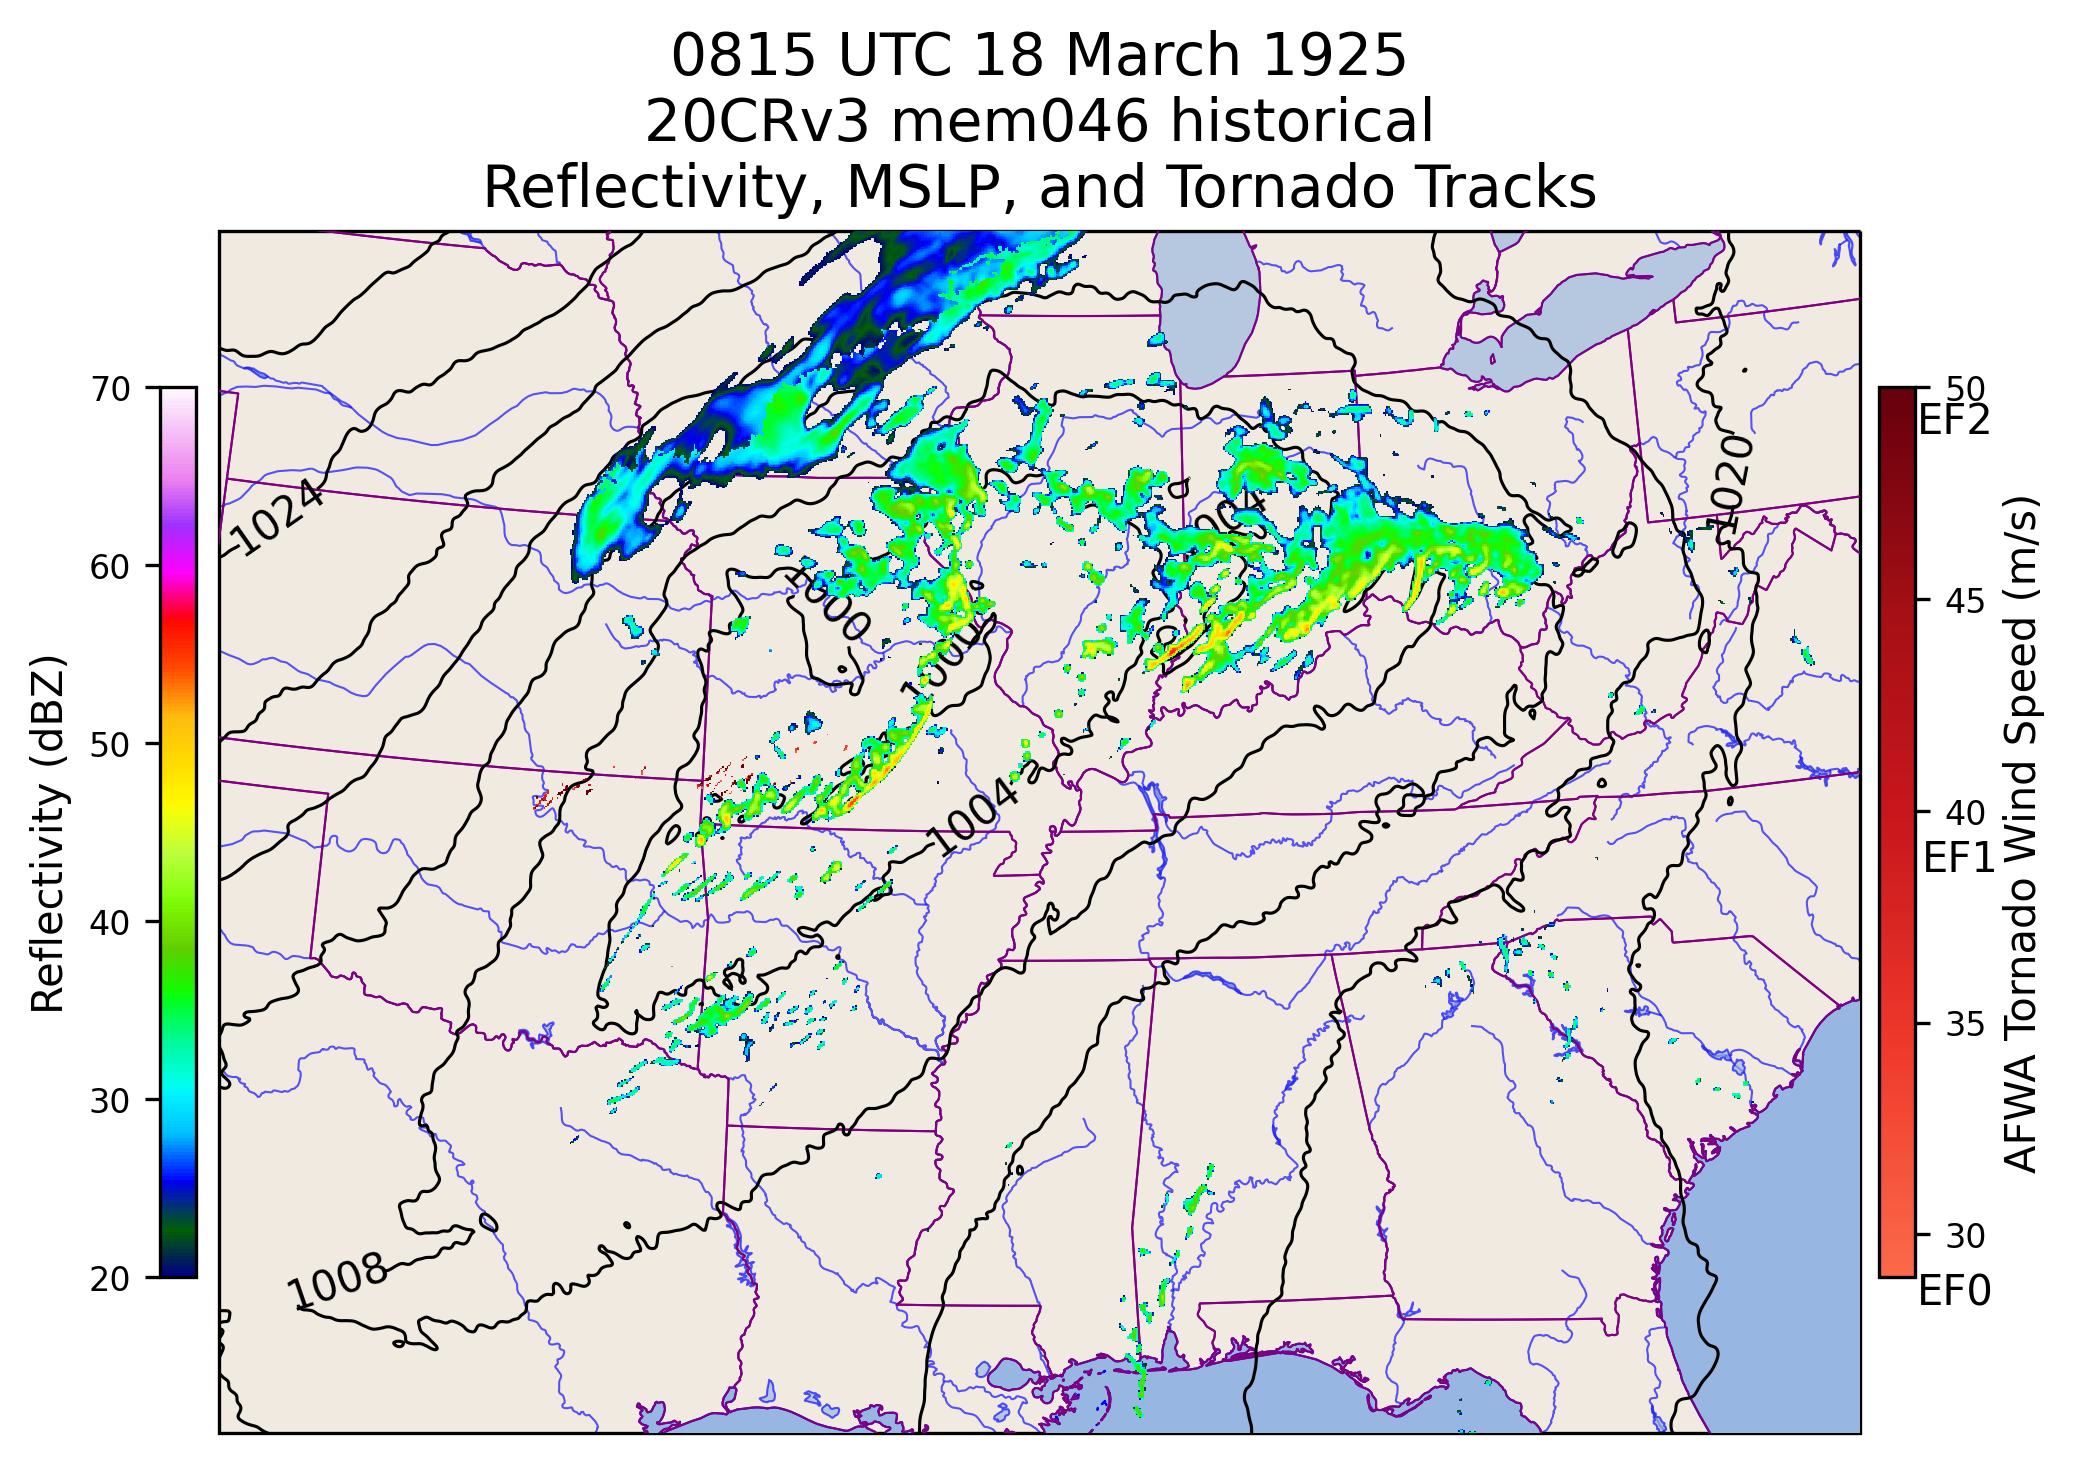 0815 UTC 18 March 1925
20CRv3 mem046 historical
Reflectivity, MSLP, and Tornado Tracks
70
60
50
40
30
20
Reflectivity (dBZ)
1024
1000
1000
1004
1004
1020
1008
50
EF2
45
40
EF1
35
30
EF0
AFWA Tornado Wind Speed (m/s)